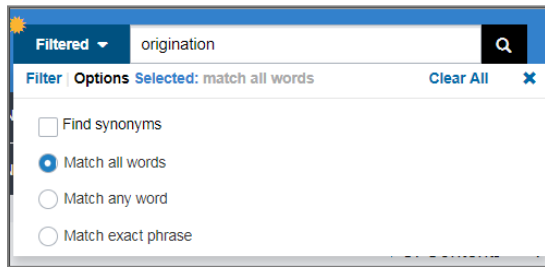 Filtered origination
Filter | Options Selected: match all words Clear All
Find synonyms
Match all words
Match any word
Match exact phrase